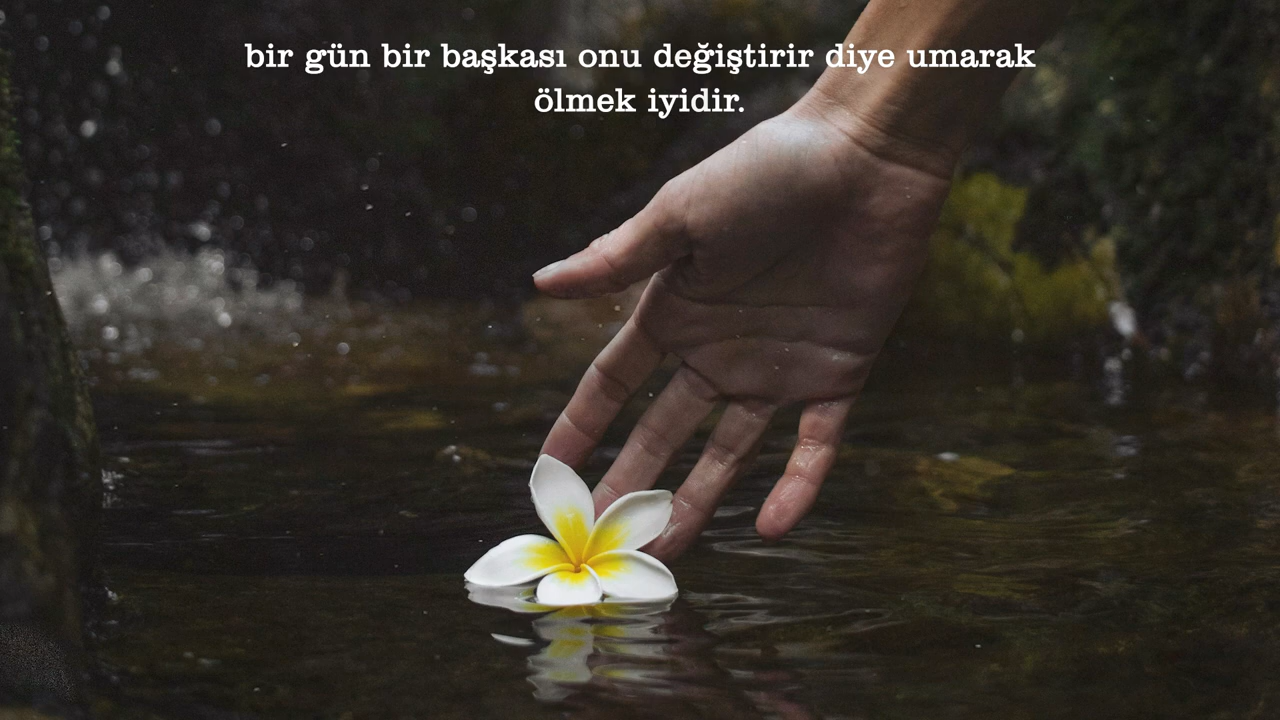 bir gün bir başkası onu değiştirir diye umarak
ölmek iyidir.